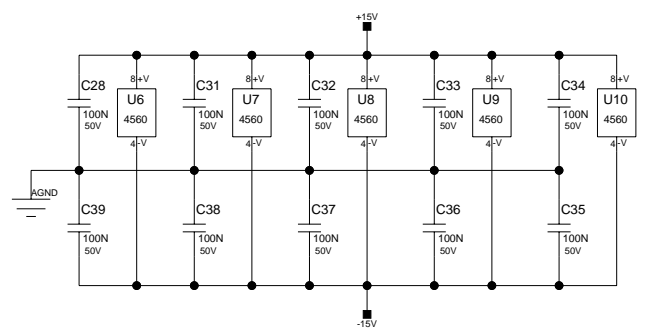 +15V
C28 8 +V C31 8 +V C32 8 +V C33 8 +V C34 8 +V
U6 U7 U8 U9 U10
100N 4560 100N 4560 100N 4560 100N 4560 100N 4560
50V 50V 50V 50V 50V
4 -V 4 -V 4 -V 4 -V 4 -V
AGND
C39 C38 C37 C36 C35
100N 100N 100N 100N 100N
50V 50V 50V 50V 50V
-15V